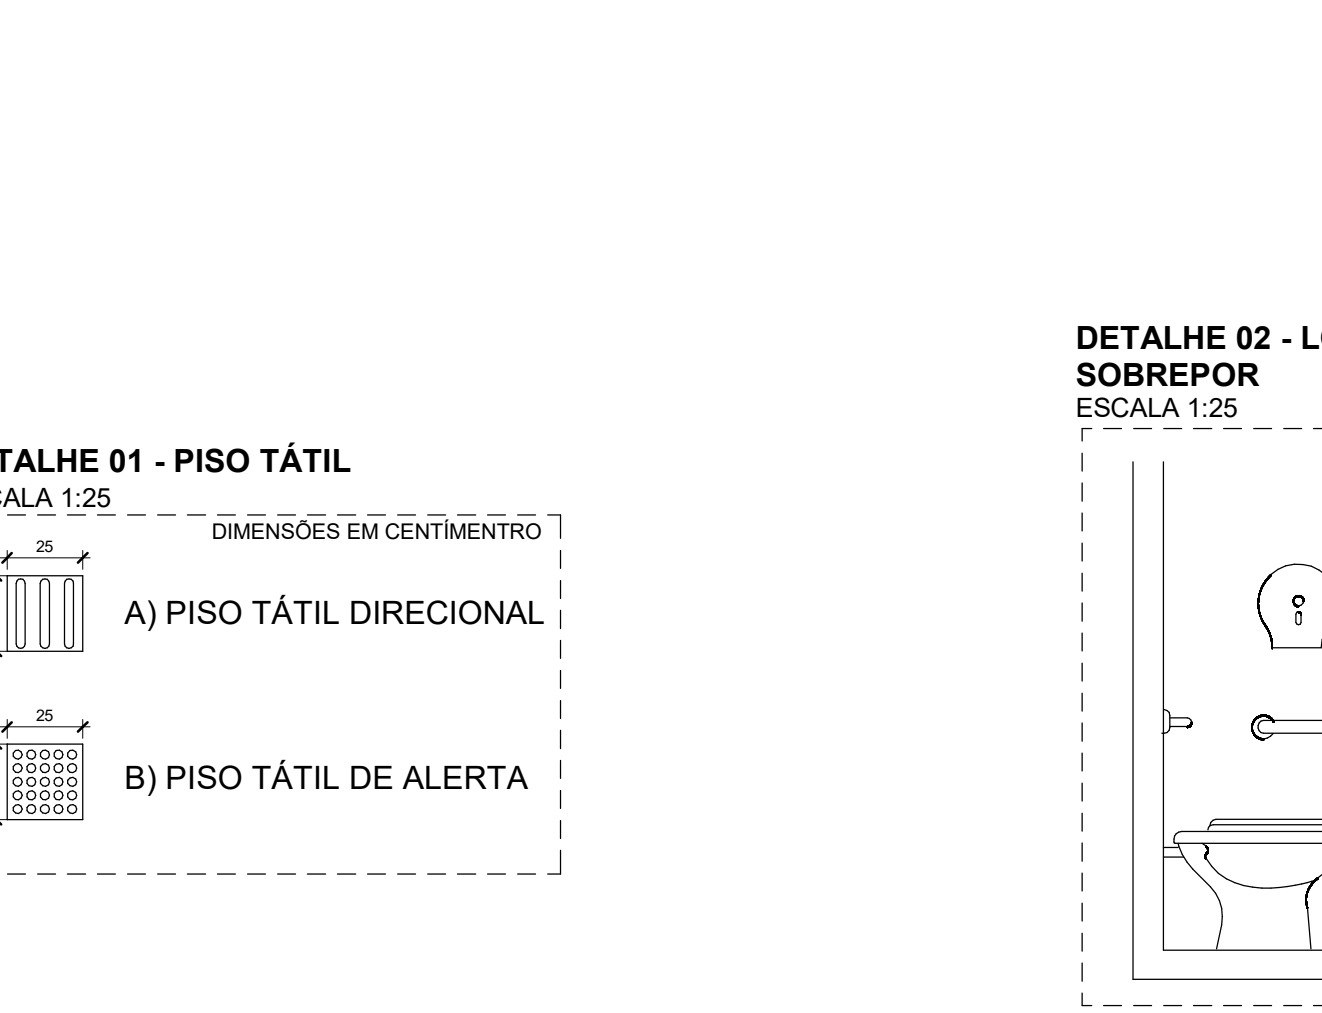 DETALHE 02 - L
SOBREPOR
ESCALA 1:25
TALHE 01 - PISO TÁTIL
ALA 1:25
DIMENSÕES EM CENTÍMENTRO
25
A) PISO TÁTIL DIRECIONAL
25
B) PISO TÁTIL DE ALERTA